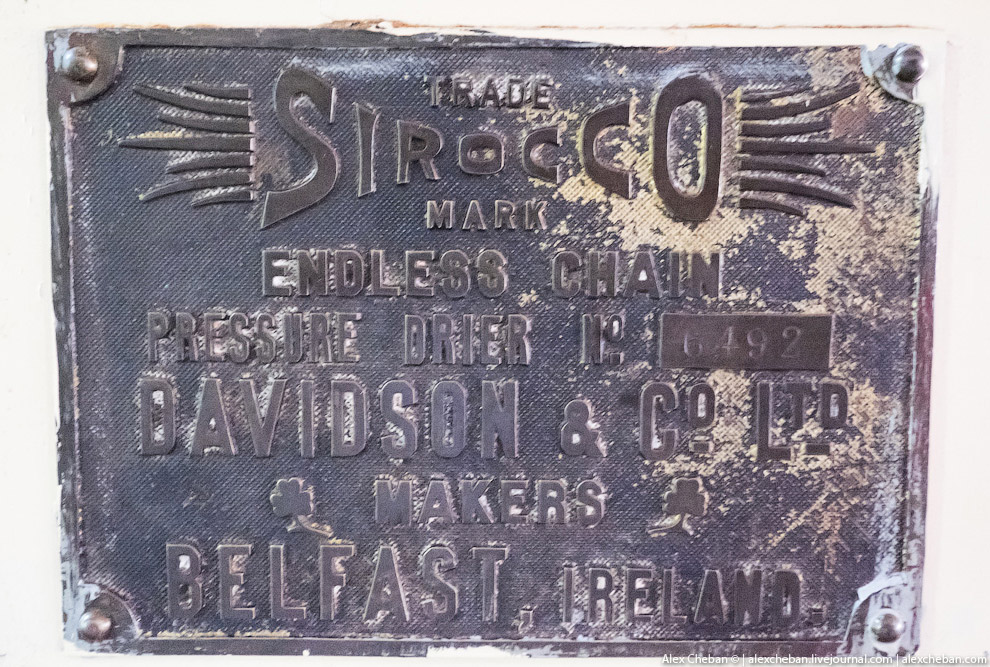 TRADE
SIROCCO
MARK
ENDLESS CHAIN
PRESSURE DRIER Nº 6492
DAVIDSON & Cº LTD
MAKERS
BELFAST, IRELAND.
Alex Cheban © | alexcheban.livejournal.com | alexcheban.com